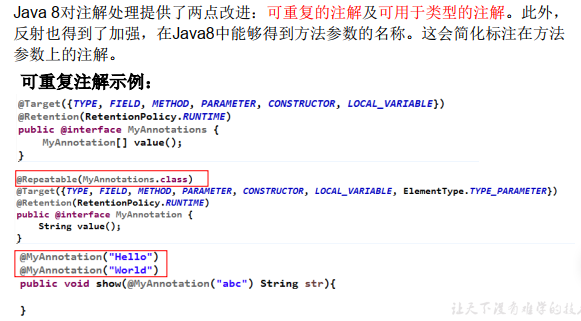 Java 8对注解处理提供了两点改进：可重复的注解及可用于类型的注解。此外，
反射也得到了加强，在Java8中能够得到方法参数的名称。这会简化标注在方法
参数上的注解。
可重复注解示例：
@Target({TYPE, FIELD, METHOD, PARAMETER, CONSTRUCTOR, LOCAL_VARIABLE})
@Retention(RetentionPolicy.RUNTIME)
public @interface MyAnnotations {
    MyAnnotation[] value();
}
@Repeatable(MyAnnotations.class)
@Target({TYPE, FIELD, METHOD, PARAMETER, CONSTRUCTOR, LOCAL_VARIABLE, ElementType.TYPE_PARAMETER})
@Retention(RetentionPolicy.RUNTIME)
public @interface MyAnnotation {
    String value();
}
@MyAnnotation("Hello")
@MyAnnotation("World")
public void show(@MyAnnotation("abc") String str){
}
让天下没有难学的技